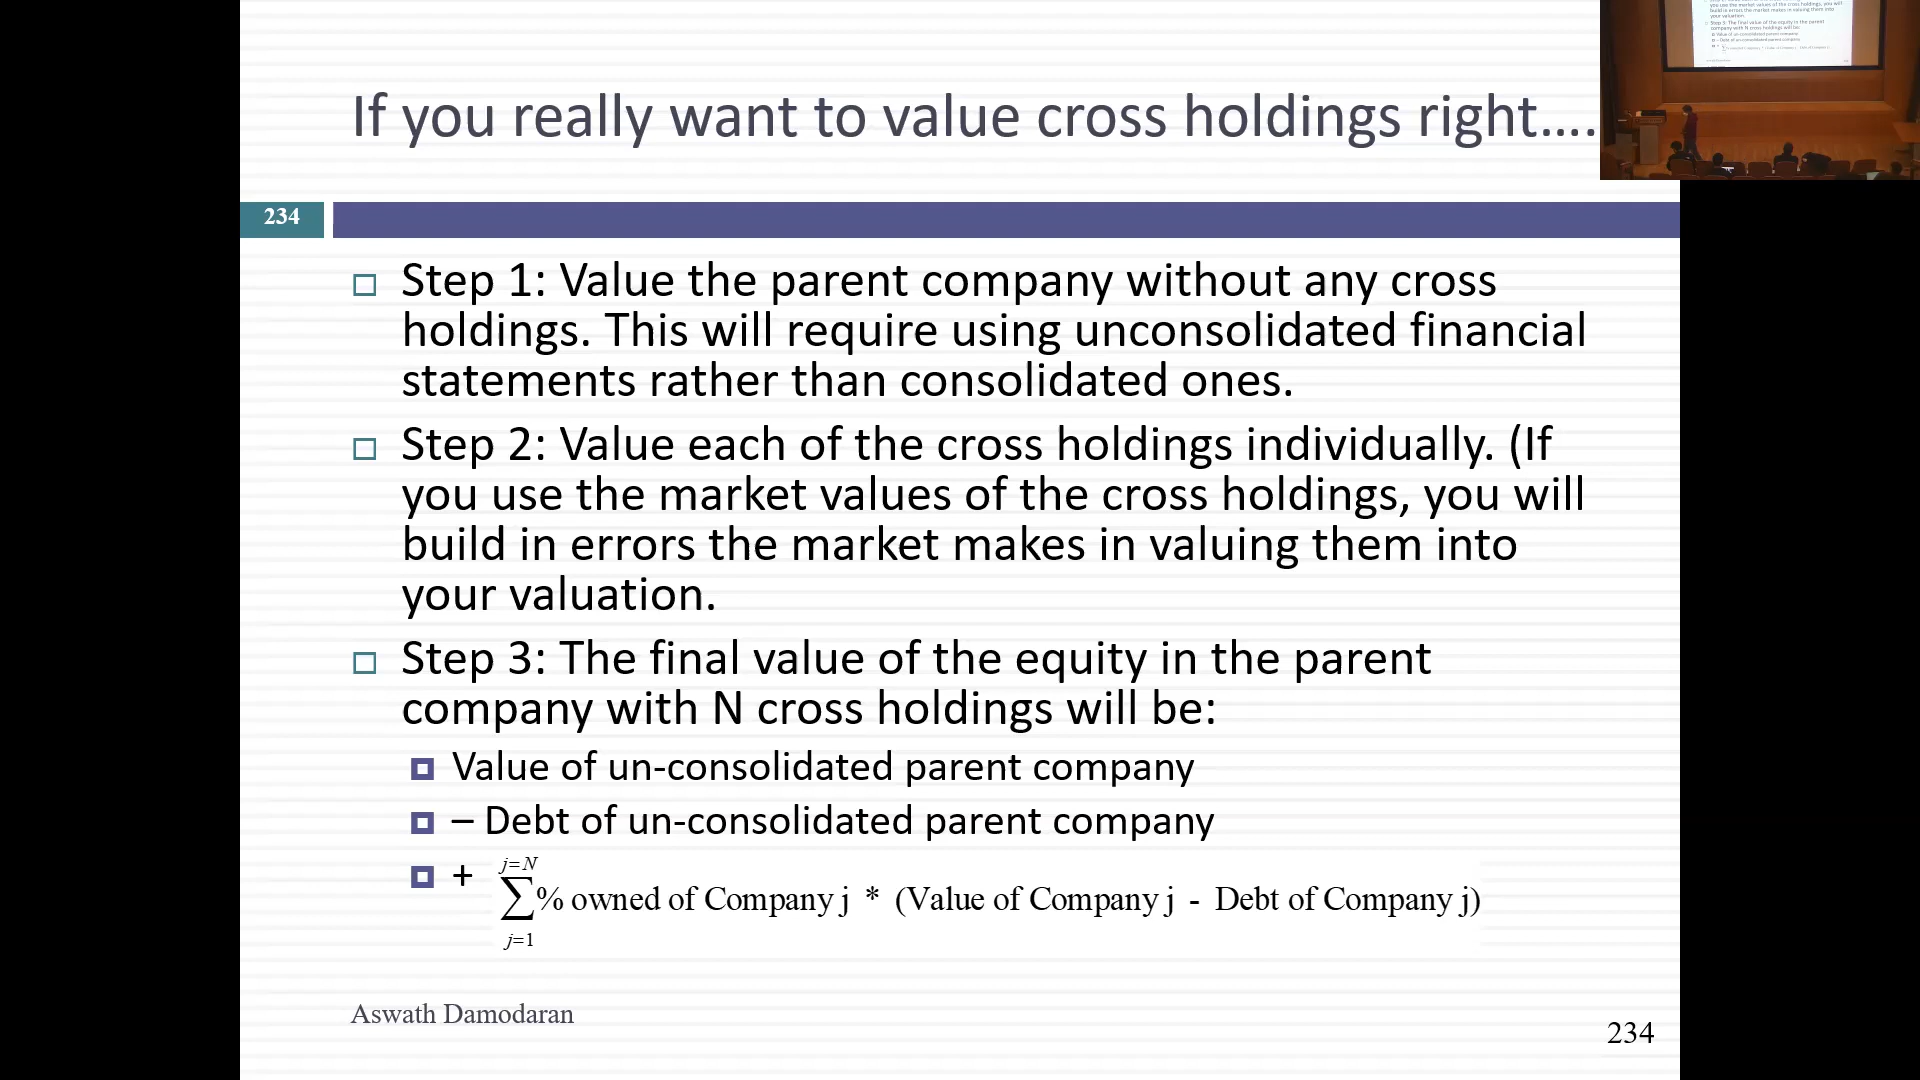 If you really want to value cross holdings right….
234
Step 1: Value the parent company without any cross
holdings. This will require using unconsolidated financial
statements rather than consolidated ones.
Step 2: Value each of the cross holdings individually. (If
you use the market values of the cross holdings, you will
build in errors the market makes in valuing them into
your valuation.
Step 3: The final value of the equity in the parent
company with N cross holdings will be:
Value of un-consolidated parent company
– Debt of un-consolidated parent company
+ j=N
∑ % owned of Company j * (Value of Company j - Debt of Company j)
j=1
Aswath Damodaran
234